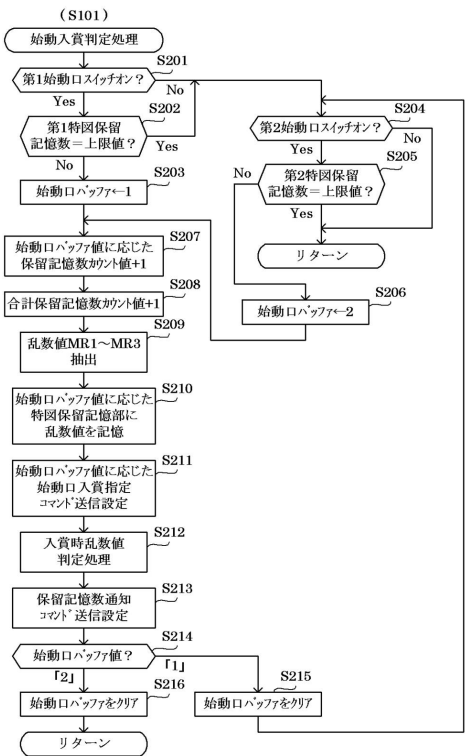 (S101)
始動入賞判定処理
S201
第1始動口スイッチオン?
No
Yes
S202
第1特図保留
記憶数=上限値?
Yes
No
S203
始動口バッファ←1
S204
第2始動口スイッチオン?
Yes
No
S205
No
第2特図保留
記憶数=上限値?
Yes
リターン
S206
始動口バッファ←2
S207
始動口バッファ値に応じた
保留記憶数カウント値+1
S208
合計保留記憶数カウント値+1
S209
乱数値MR1～MR3
抽出
S210
始動口バッファ値に応じた
特図保留記憶部に
乱数値を記憶
S211
始動口バッファ値に応じた
始動口入賞指定
コマンド送信設定
S212
入賞時乱数値
判定処理
S213
保留記憶数通知
コマンド送信設定
S214
始動口バッファ値?
「2」
「1」
S216
始動口バッファをクリア
S215
始動口バッファをクリア
リターン